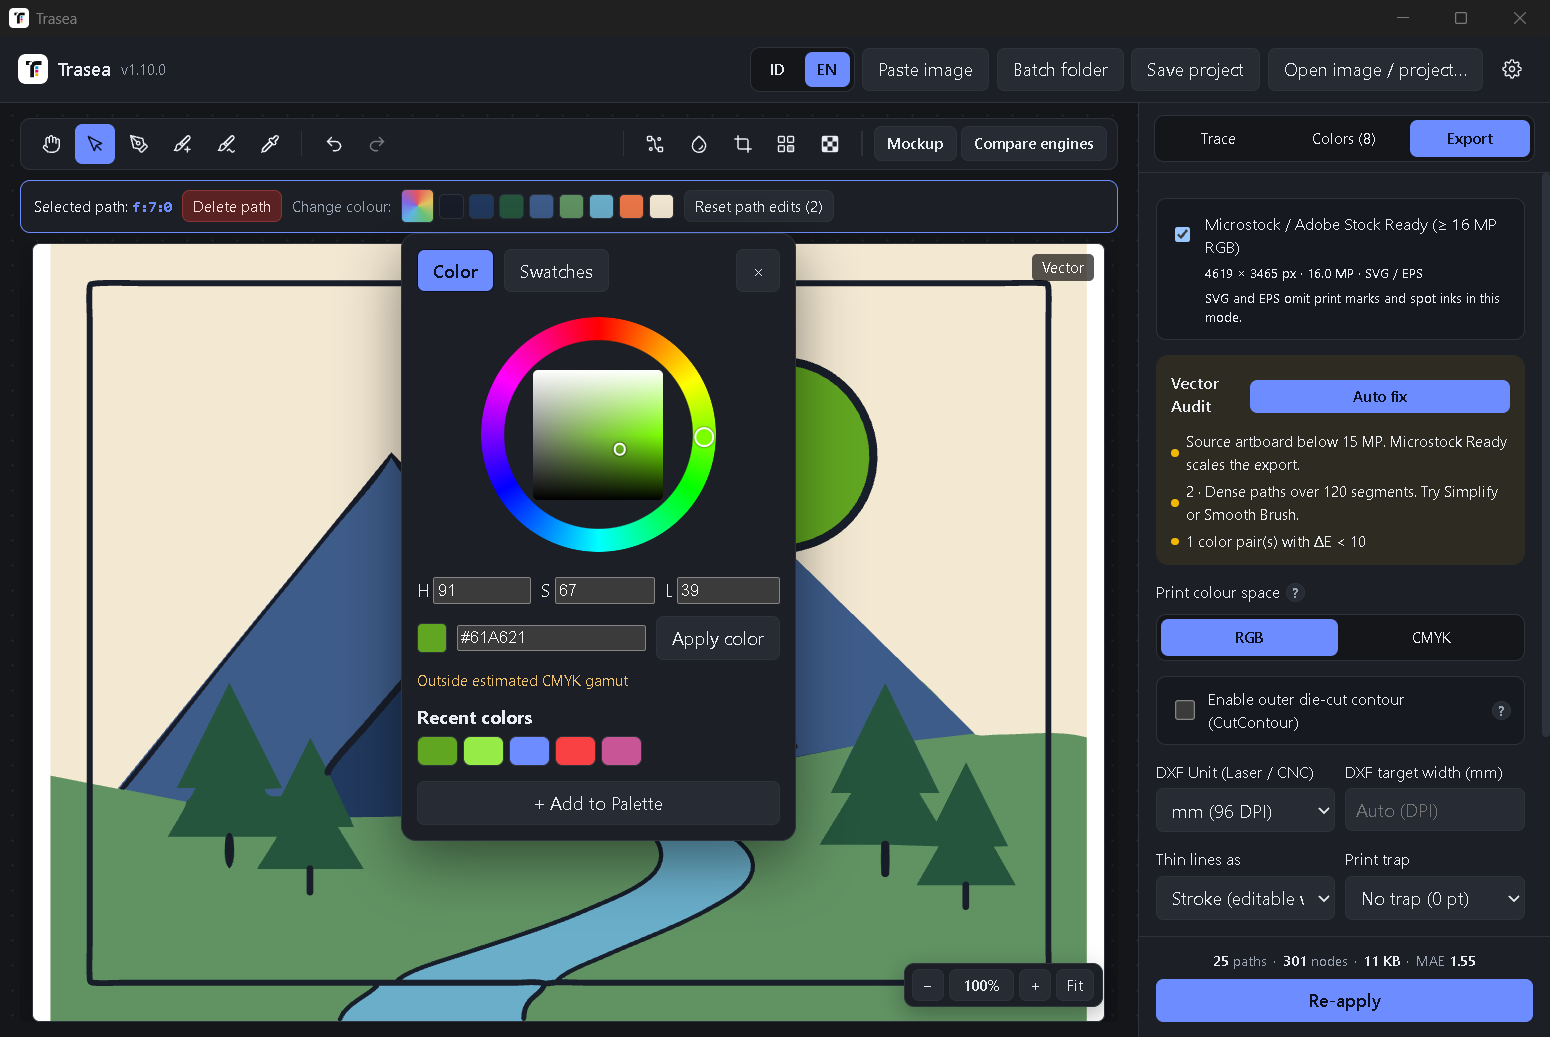 Trasea
Trasea v1.10.0
ID EN Paste image Batch folder Save project Open image / project...
Mockup Compare engines
Trace Colors (8) Export
Selected path: f:7:0 Delete path Change colour: Reset path edits (2)
Color Swatches ×
Vector
H 91 S 67 L 39
#61A621 Apply color
Outside estimated CMYK gamut
Recent colors
+ Add to Palette
− 100% + Fit
Microstock / Adobe Stock Ready (≥ 16 MP
RGB)
4619 × 3465 px · 16.0 MP · SVG / EPS
SVG and EPS omit print marks and spot inks in this
mode.
Vector
Audit
Auto fix
Source artboard below 15 MP. Microstock Ready
scales the export.
2 · Dense paths over 120 segments. Try Simplify
or Smooth Brush.
1 color pair(s) with ΔE < 10
Print colour space ?
RGB CMYK
Enable outer die-cut contour
(CutContour)
?
DXF Unit (Laser / CNC) DXF target width (mm)
mm (96 DPI) Auto (DPI)
Thin lines as Print trap
Stroke (editable No trap (0 pt)
25 paths · 301 nodes · 11 KB · MAE 1.55
Re-apply